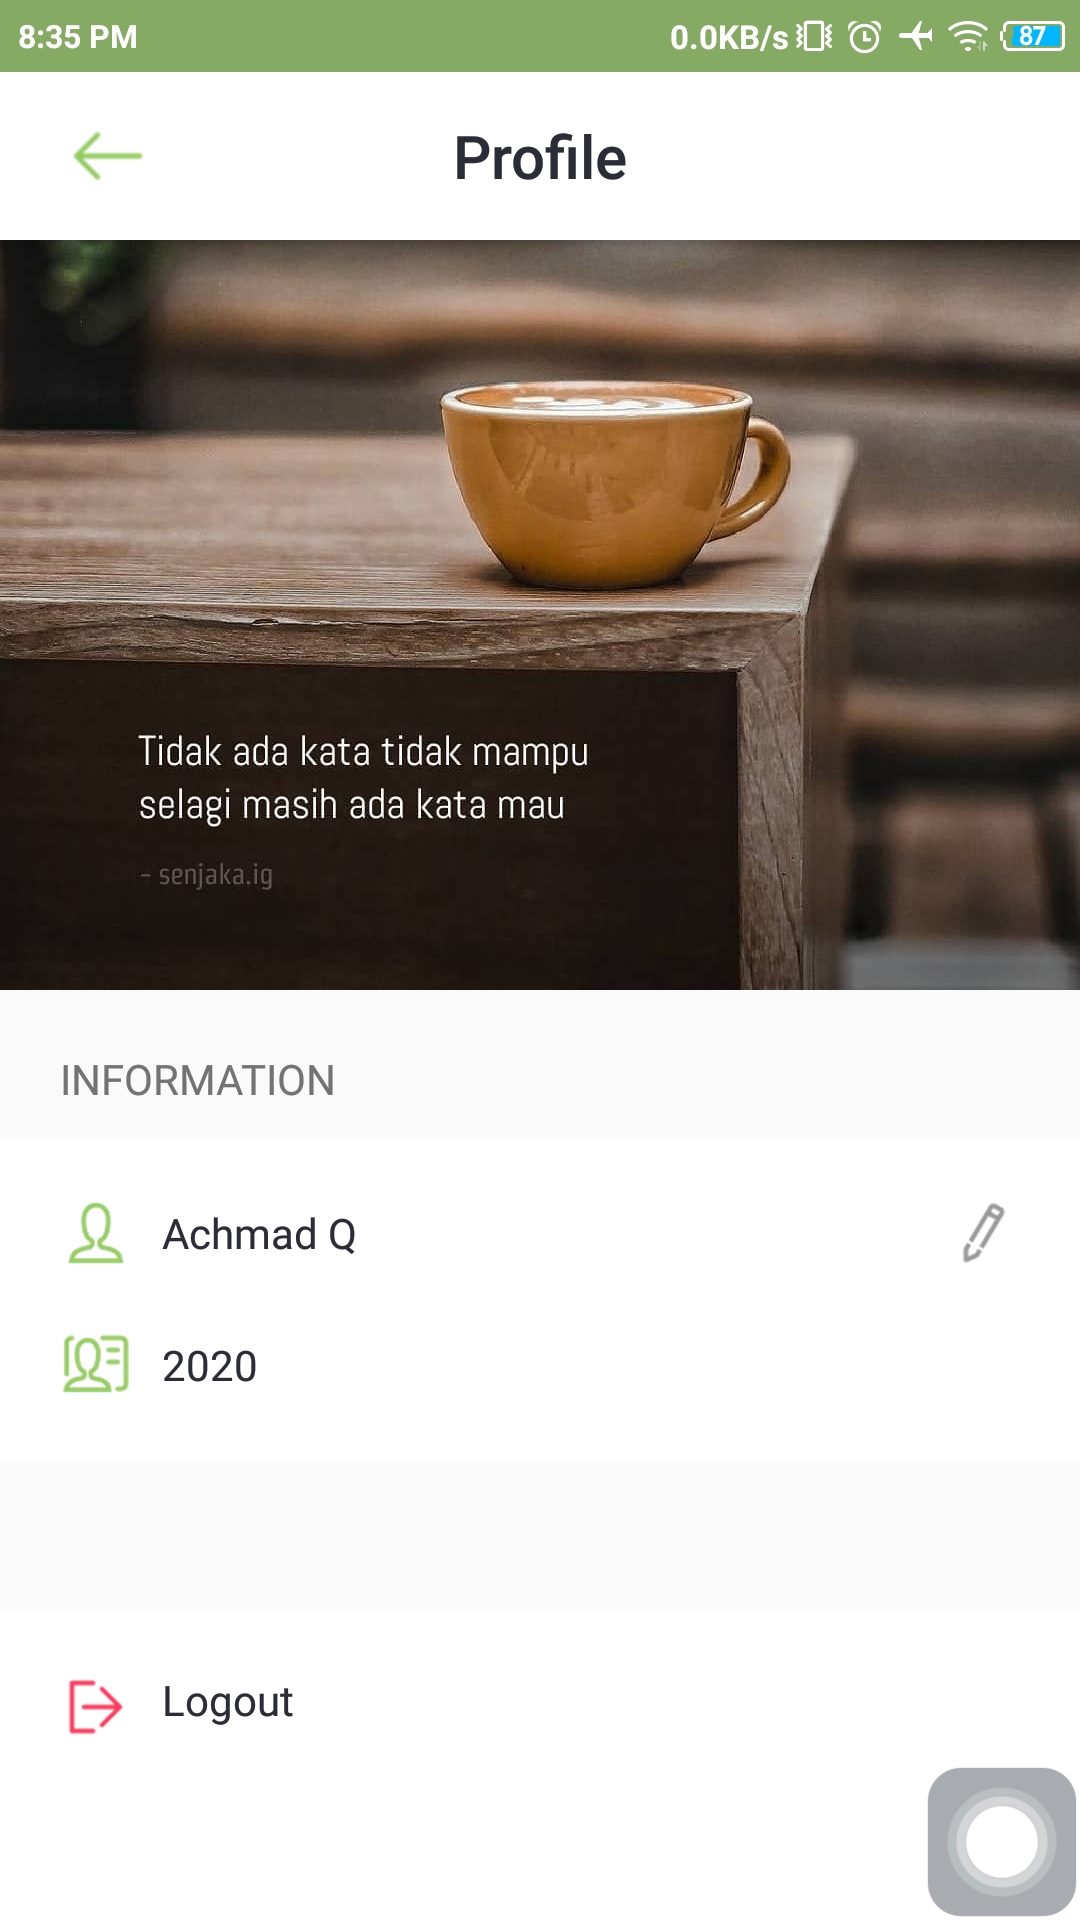 8:35 PM 0.0KB/s 87
Profile
Tidak ada kata tidak mampu
selagi masih ada kata mau
- senjaka.ig
INFORMATION
Achmad Q
2020
Logout